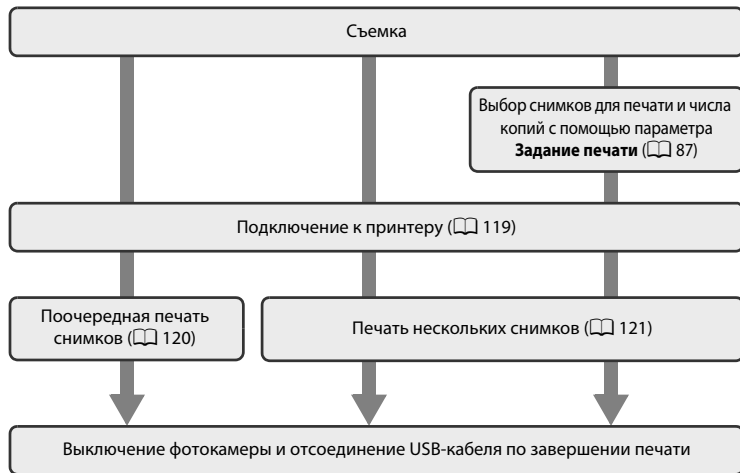 Съемка
Выбор снимков для печати и числа
копий с помощью параметра
Задание печати (📖 87)
Подключение к принтеру (📖 119)
Поочередная печать
снимков (📖 120)
Печать нескольких снимков (📖 121)
Выключение фотокамеры и отсоединение USB-кабеля по завершении печати